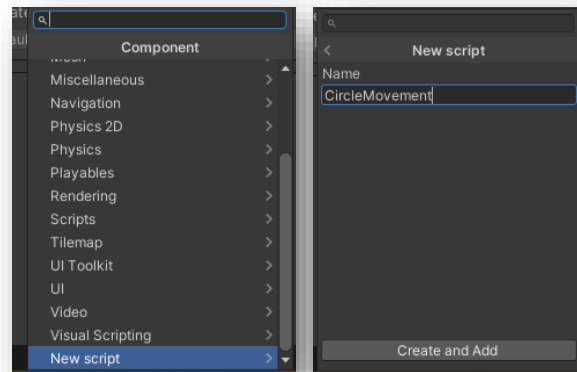 Component
Miscellaneous
Navigation
Physics 2D
Physics
Playables
Rendering
Scripts
Tilemap
UI Toolkit
UI
Video
Visual Scripting
New script
New script
Name
CircleMovement
Create and Add